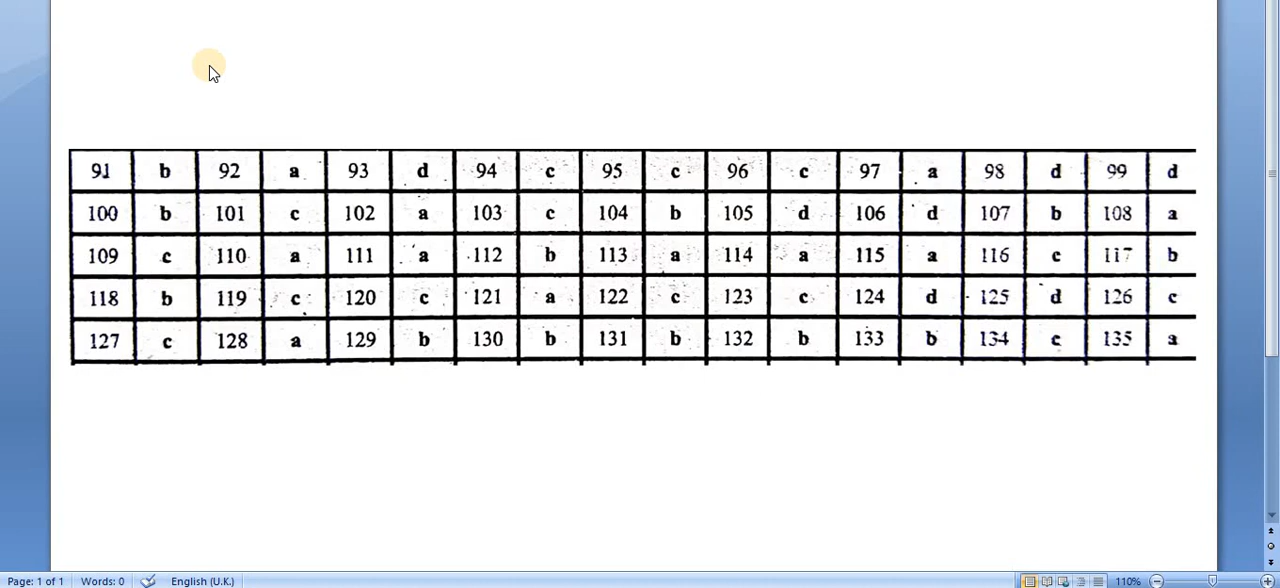 91 b 92 a 93 d 94 c 95 c 96 c 97 a 98 d 99 d
100 b 101 c 102 a 103 c 104 b 105 d 106 d 107 b 108 a
109 c 110 a 111 a 112 b 113 a 114 a 115 a 116 c 117 b
118 b 119 c 120 c 121 a 122 c 123 c 124 d 125 d 126 c
127 c 128 a 129 b 130 b 131 b 132 b 133 b 134 c 135 a
Page: 1 of 1 Words: 0 English (U.K.) 110%